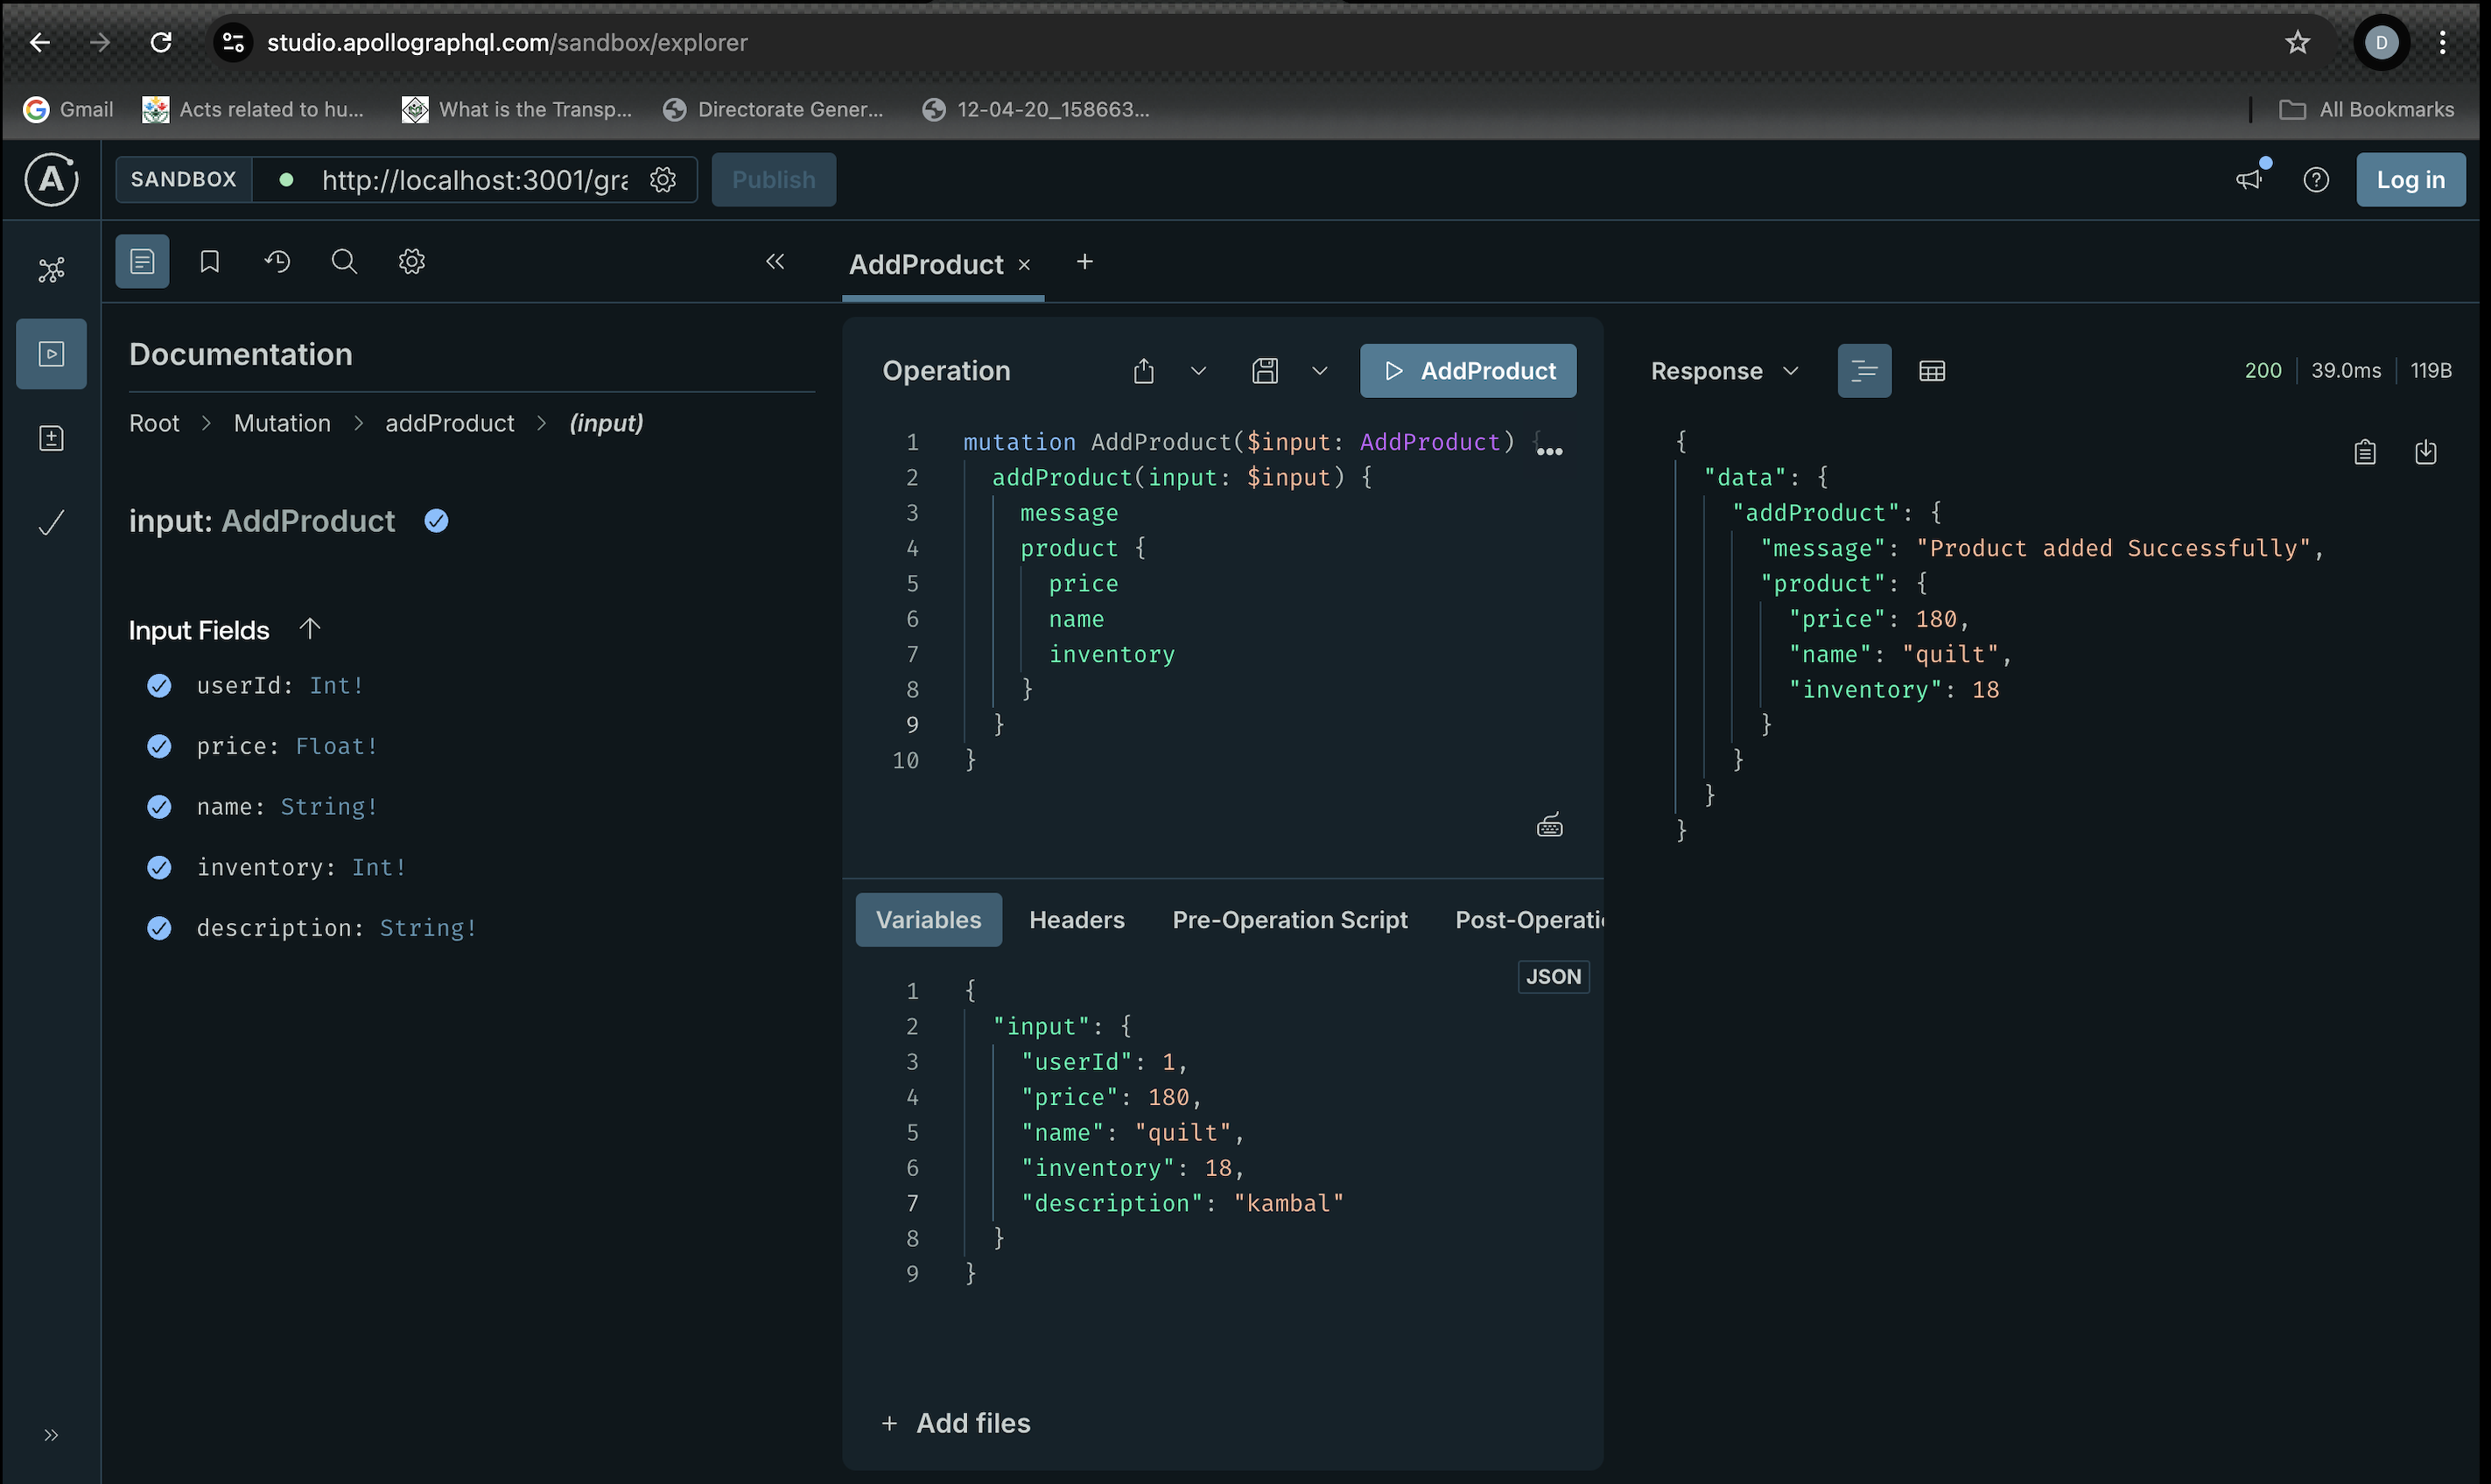 studio.apollographql.com/sandbox/explorer
D
Gmail
Acts related to hu...
What is the Transp...
Directorate Gener...
12-04-20_158663...
All Bookmarks
A
SANDBOX
http://localhost:3001/gra
Publish
Log in
AddProduct
Documentation
Root > Mutation > addProduct > (input)
input: AddProduct
Input Fields
userId: Int!
price: Float!
name: String!
inventory: Int!
description: String!
Operation
AddProduct
1 mutation AddProduct($input: AddProduct) {
2 addProduct(input: $input) {
3 message
4 product {
5 price
6 name
7 inventory
8 }
9 }
10 }
Variables Headers Pre-Operation Script Post-Operati
JSON
1 {
2 "input": {
3 "userId": 1,
4 "price": 180,
5 "name": "quilt",
6 "inventory": 18,
7 "description": "kambal"
8 }
9 }
+ Add files
Response
200 39.0ms 119B
{
"data": {
"addProduct": {
"message": "Product added Successfully",
"product": {
"price": 180,
"name": "quilt",
"inventory": 18
}
}
}
}